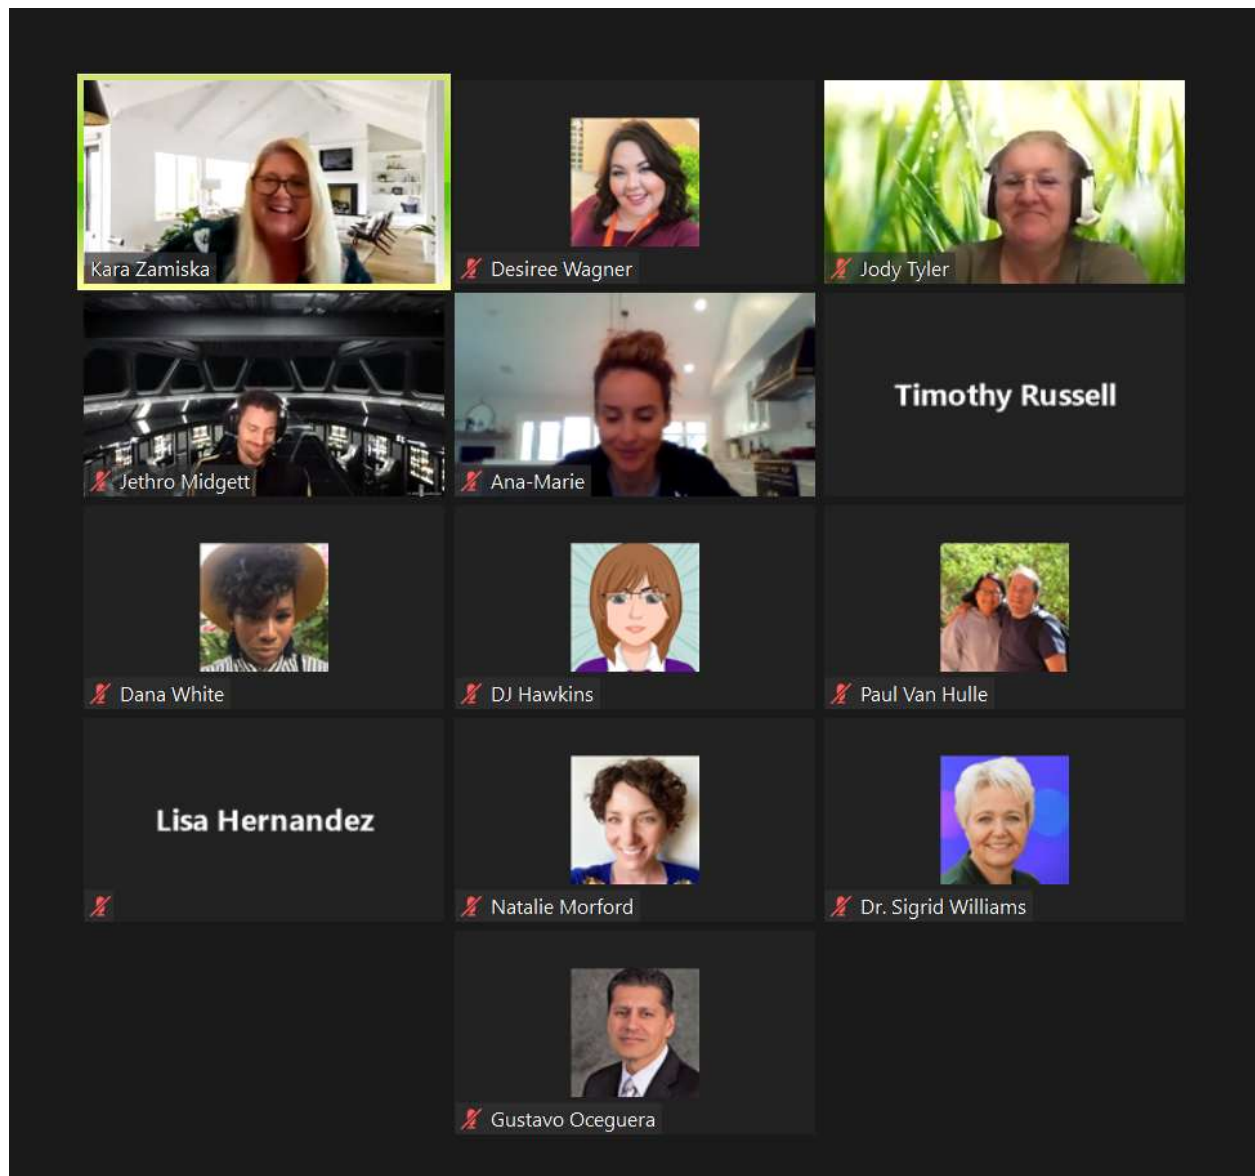 Kara Zamiska
Desiree Wagner
Jody Tyler
Jethro Midgett
Ana-Marie
Timothy Russell
Dana White
DJ Hawkins
Paul Van Hulle
Lisa Hernandez
Natalie Morford
Dr. Sigrid Williams
Gustavo Oceguera